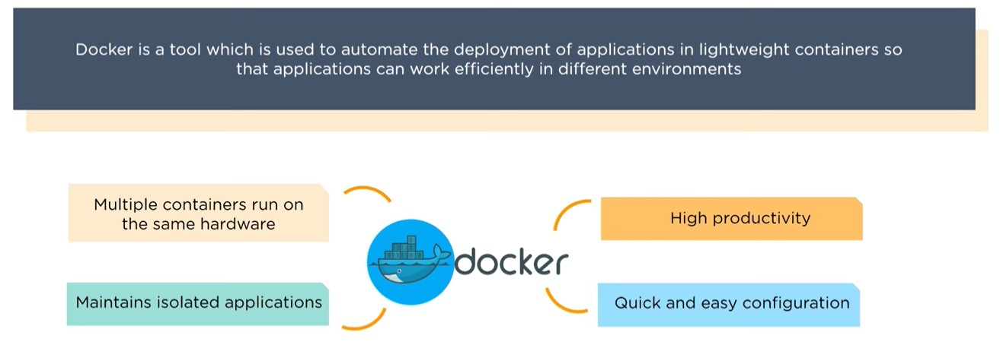 Docker is a tool which is used to automate the deployment of applications in lightweight containers so
that applications can work efficiently in different environments
Multiple containers run on
the same hardware
High productivity
docker
Maintains isolated applications
Quick and easy configuration